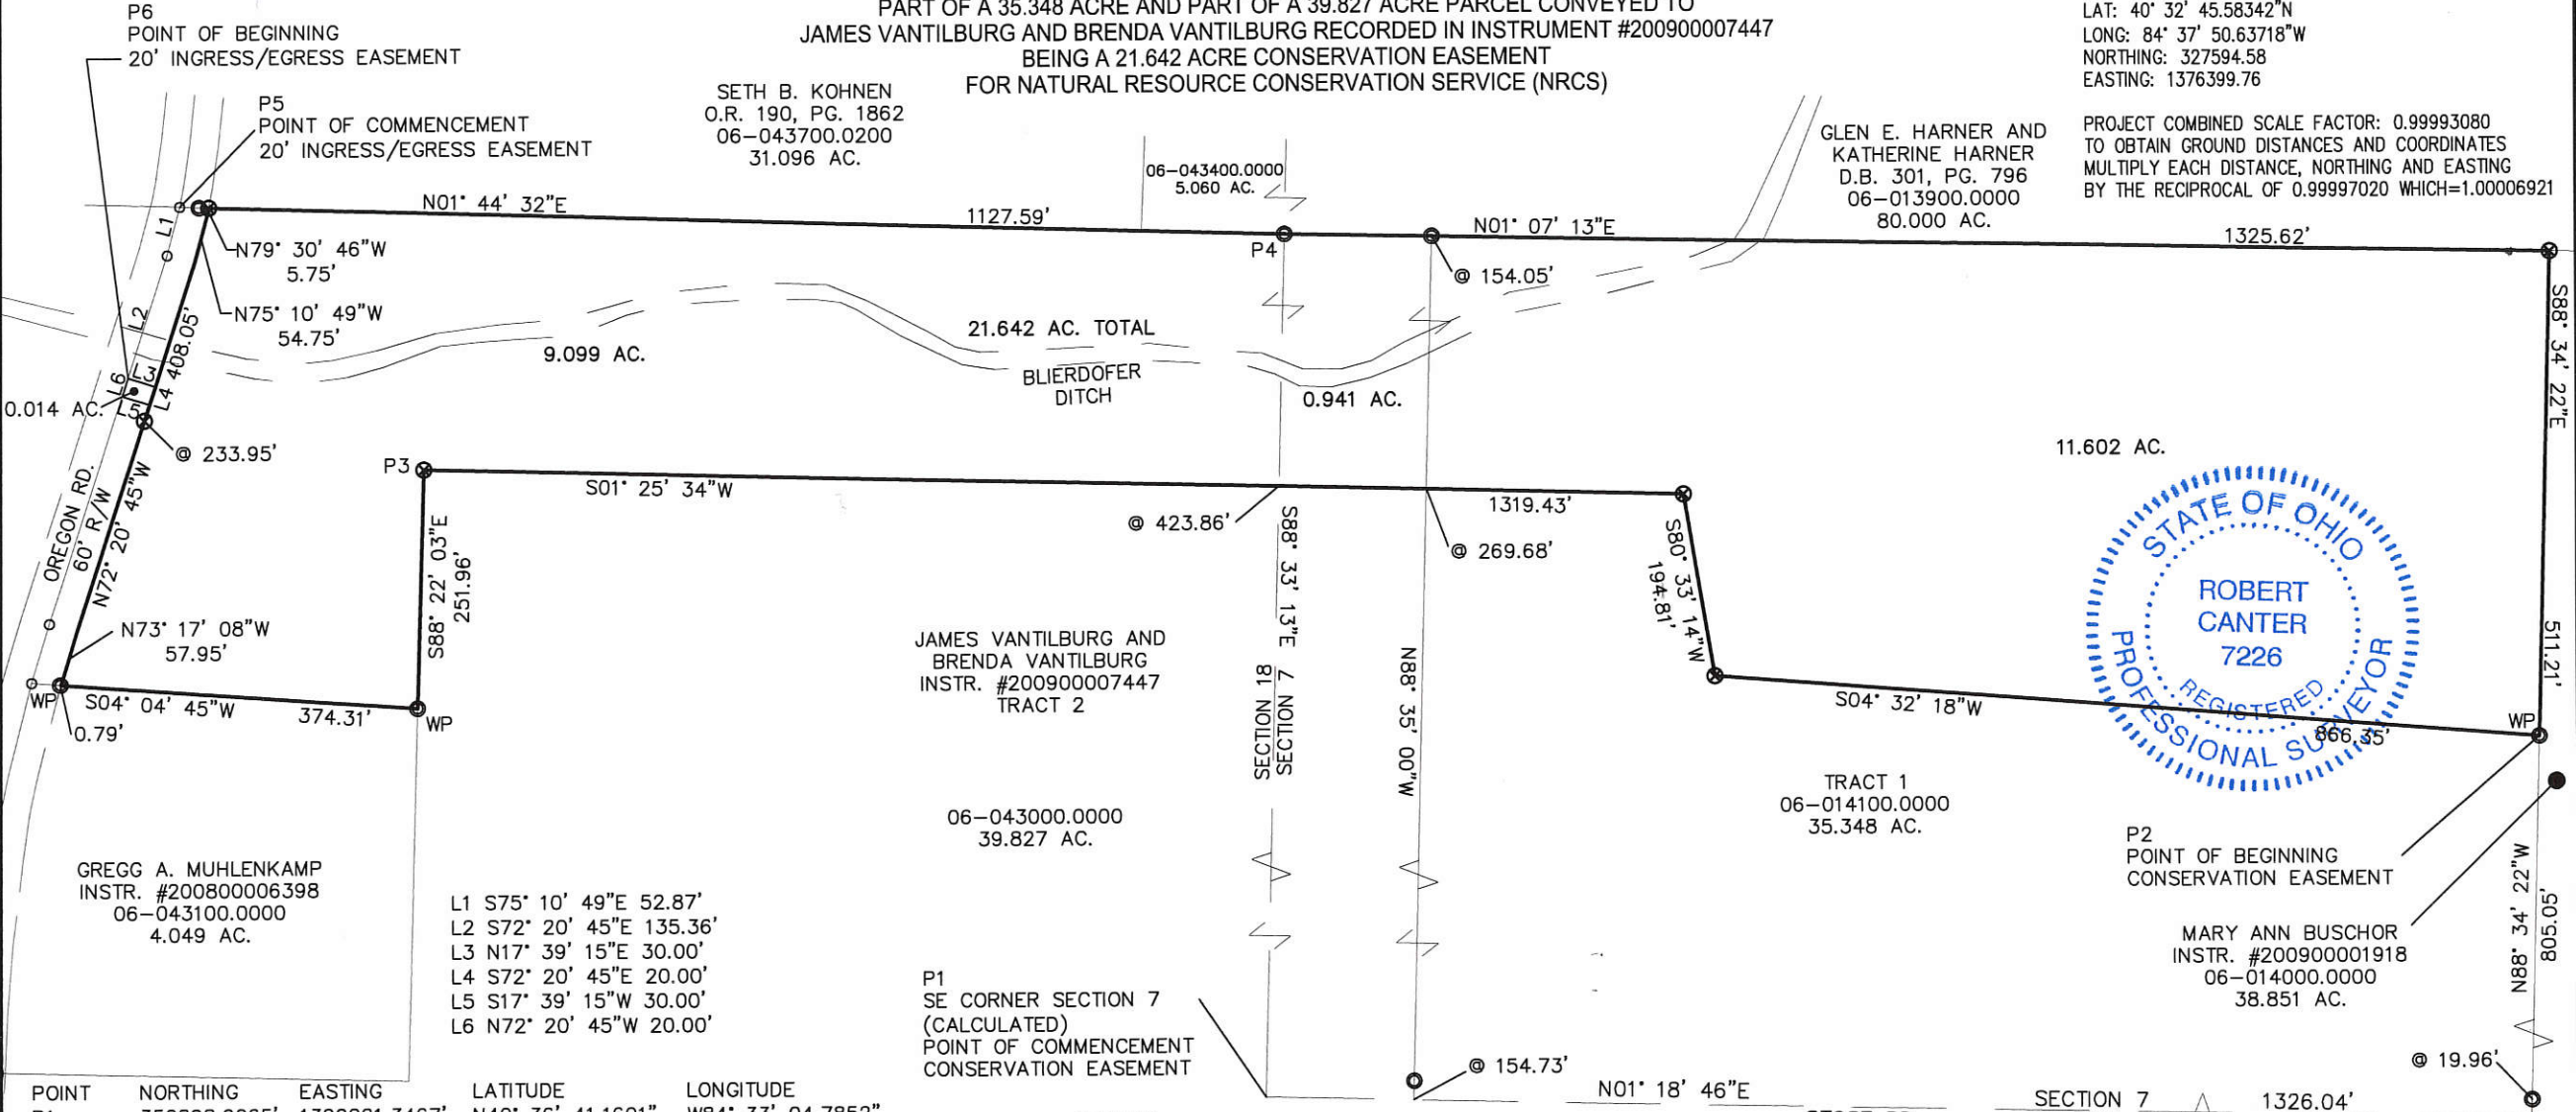 P6
POINT OF BEGINNING
20' INGRESS/EGRESS EASEMENT
P5
POINT OF COMMENCEMENT
20' INGRESS/EGRESS EASEMENT
PART OF A 35.348 ACRE AND PART OF A 39.827 ACRE PARCEL CONVEYED TO
JAMES VANTILBURG AND BRENDA VANTILBURG RECORDED IN INSTRUMENT #200900007447
BEING A 21.642 ACRE CONSERVATION EASEMENT
FOR NATURAL RESOURCE CONSERVATION SERVICE (NRCS)
LAT: 40° 32' 45.58342"N
LONG: 84° 37' 50.63718"W
NORTHING: 327594.58
EASTING: 1376399.76
PROJECT COMBINED SCALE FACTOR: 0.99993080
TO OBTAIN GROUND DISTANCES AND COORDINATES
MULTIPLY EACH DISTANCE, NORTHING AND EASTING
BY THE RECIPROCAL OF 0.99997020 WHICH=1.00006921
SETH B. KOHNEN
O.R. 190, PG. 1862
06-043700.0200
31.096 AC.
06-043400.0000
5.060 AC.
GLEN E. HARNER AND
KATHERINE HARNER
D.B. 301, PG. 796
06-013900.0000
80.000 AC.
N01° 44' 32"E
1127.59'
P4
N01° 07' 13"E
1325.62'
@ 154.05'
L1
N79° 30' 46"W
5.75'
N75° 10' 49"W
54.75'
L2
408.05'
L3
L4
L6
L5
0.014 AC.
@ 233.95'
9.099 AC.
21.642 AC. TOTAL
BLIERDOFER
DITCH
0.941 AC.
11.602 AC.
S88° 34' 22"E
511.21'
OREGON RD.
60' R/W
N72° 20' 45"W
N73° 17' 08"W
57.95'
WP
0.79'
S04° 04' 45"W
374.31'
WP
P3
S88° 22' 03"E
251.96'
S01° 25' 34"W
1319.43'
@ 423.86'
@ 269.68'
S80° 33' 14"W
194.81'
S04° 32' 18"W
866.35'
WP
STATE OF OHIO
ROBERT
CANTER
7226
REGISTERED
PROFESSIONAL SURVEYOR
S88° 33' 13"E
SECTION 18
SECTION 7
N88° 35' 00"W
JAMES VANTILBURG AND
BRENDA VANTILBURG
INSTR. #200900007447
TRACT 2
06-043000.0000
39.827 AC.
TRACT 1
06-014100.0000
35.348 AC.
P2
POINT OF BEGINNING
CONSERVATION EASEMENT
MARY ANN BUSCHOR
INSTR. #200900001918
06-014000.0000
38.851 AC.
N88° 34' 22"W
805.05'
@ 19.96'
GREGG A. MUHLENKAMP
INSTR. #200800006398
06-043100.0000
4.049 AC.
L1 S75° 10' 49"E 52.87'
L2 S72° 20' 45"E 135.36'
L3 N17° 39' 15"E 30.00'
L4 S72° 20' 45"E 20.00'
L5 S17° 39' 15"W 30.00'
L6 N72° 20' 45"W 20.00'
P1
SE CORNER SECTION 7
(CALCULATED)
POINT OF COMMENCEMENT
CONSERVATION EASEMENT
@ 154.73'
N01° 18' 46"E
SECTION 7
1326.04'
POINT NORTHING EASTING LATITUDE LONGITUDE